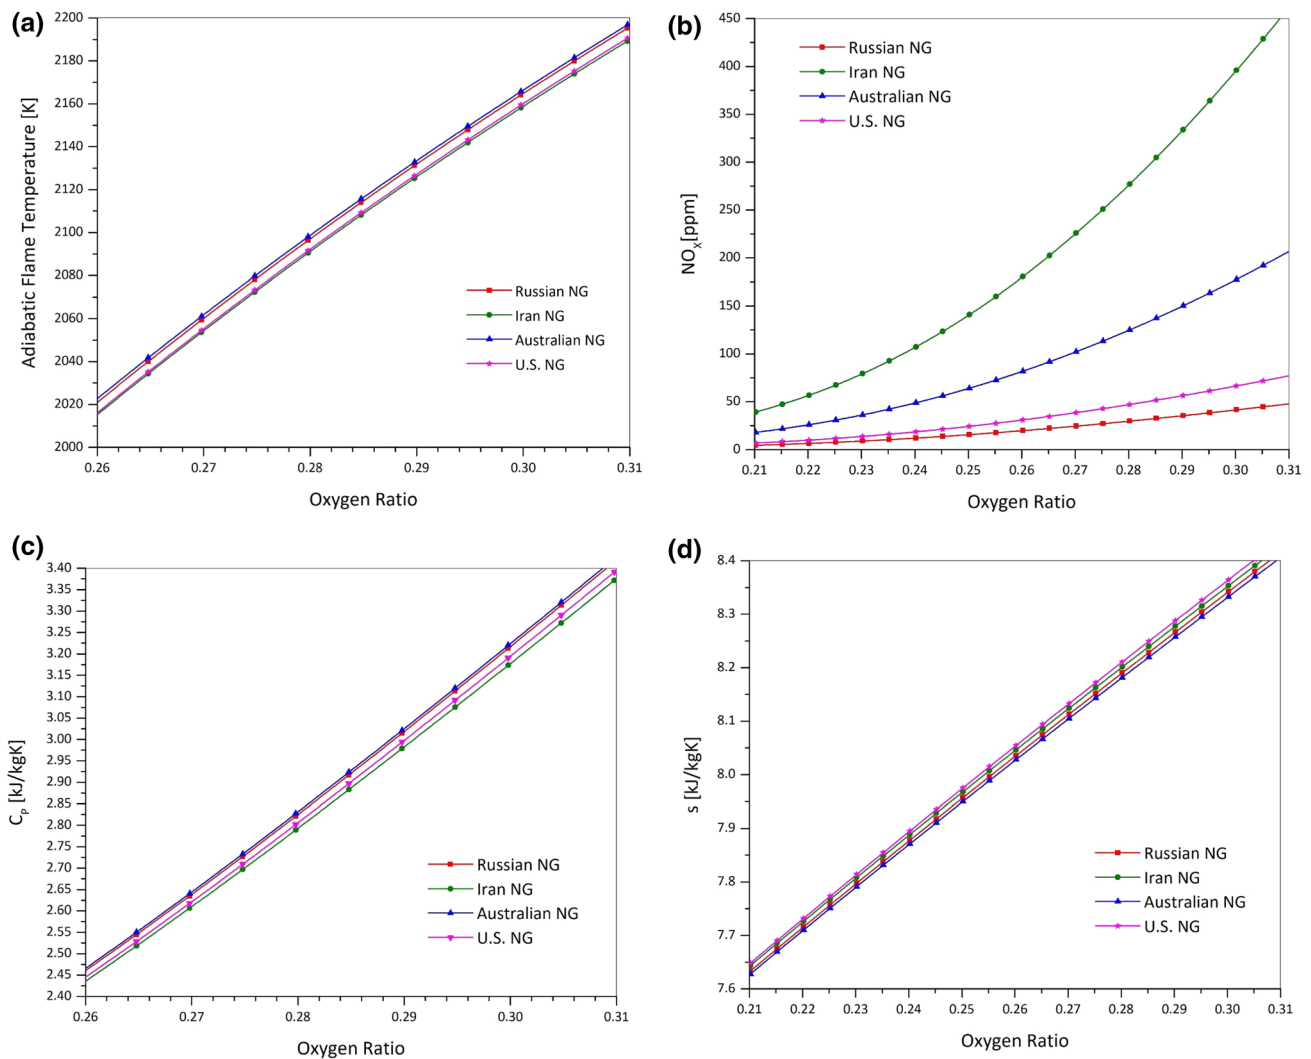 (a)
2200
2180
2160
2140
2120
2100
2080
2060
2040
2020
2000
Adiabatic Flame Temperature [K]
0.26 0.27 0.28 0.29 0.30 0.31
Oxygen Ratio
Russian NG
Iran NG
Australian NG
U.S. NG
(b)
450
400
350
300
250
200
150
100
50
0
NOX[ppm]
0.21 0.22 0.23 0.24 0.25 0.26 0.27 0.28 0.29 0.30 0.31
Oxygen Ratio
Russian NG
Iran NG
Australian NG
U.S. NG
(c)
3.40
3.35
3.30
3.25
3.20
3.15
3.10
3.05
3.00
2.95
2.90
2.85
2.80
2.75
2.70
2.65
2.60
2.55
2.50
2.45
2.40
CP [kJ/kgK]
0.26 0.27 0.28 0.29 0.30 0.31
Oxygen Ratio
Russian NG
Iran NG
Australian NG
U.S. NG
(d)
8.4
8.3
8.2
8.1
8.0
7.9
7.8
7.7
7.6
s [kJ/kgK]
0.21 0.22 0.23 0.24 0.25 0.26 0.27 0.28 0.29 0.30 0.31
Oxygen Ratio
Russian NG
Iran NG
Australian NG
U.S. NG